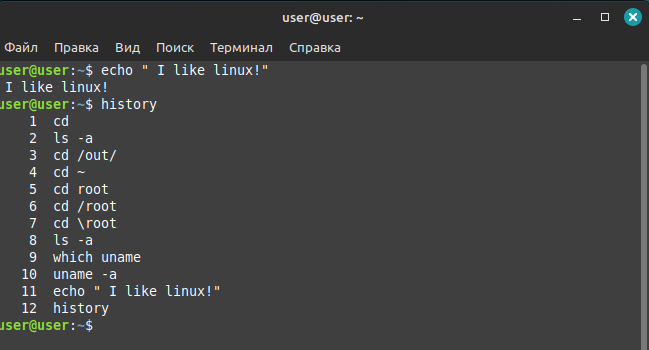 user@user: ~
Файл Правка Вид Поиск Терминал Справка
user@user:~$ echo " I like linux!"
 I like linux!
user@user:~$ history
    1  cd
    2  ls -a
    3  cd /out/
    4  cd ~
    5  cd root
    6  cd /root
    7  cd \root
    8  ls -a
    9  which uname
   10  uname -a
   11  echo " I like linux!"
   12  history
user@user:~$